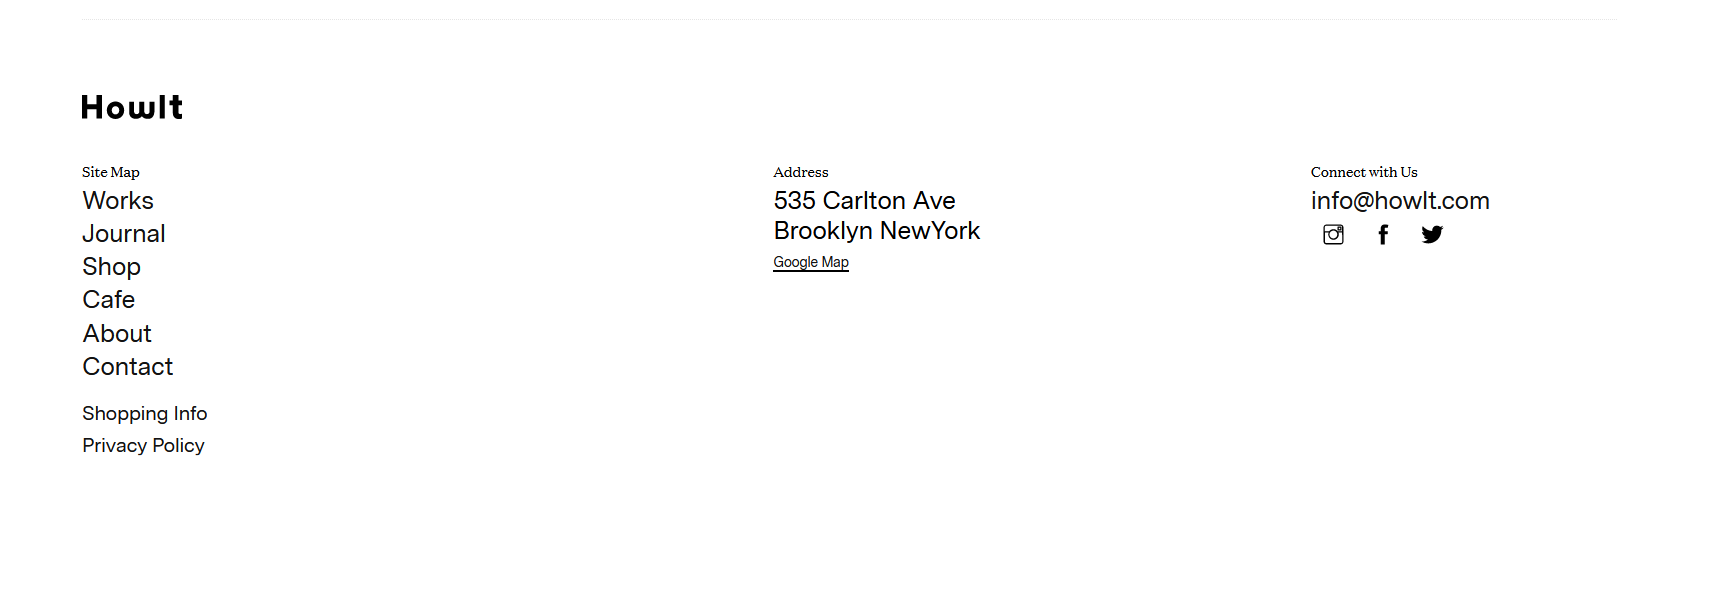 Howlt
Site Map
Works
Journal
Shop
Cafe
About
Contact
Shopping Info
Privacy Policy
Address
535 Carlton Ave
Brooklyn NewYork
Google Map
Connect with Us
info@howlt.com